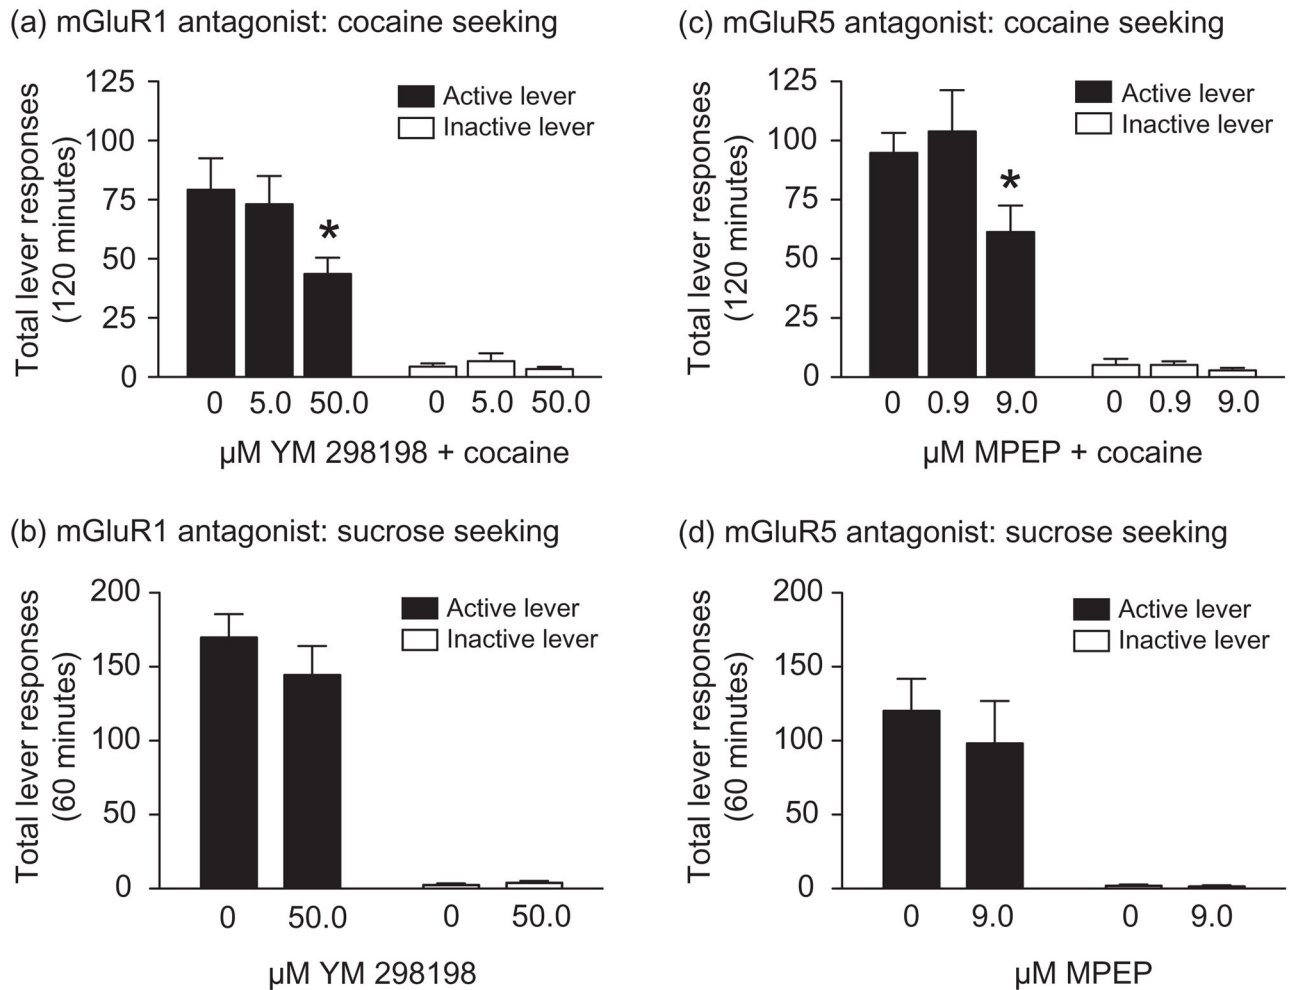 (a) mGluR1 antagonist: cocaine seeking
Total lever responses
(120 minutes)
125
100
75
50
25
0
Active lever
Inactive lever
*
0 5.0 50.0 0 5.0 50.0
µM YM 298198 + cocaine
(c) mGluR5 antagonist: cocaine seeking
Total lever responses
(120 minutes)
125
100
75
50
25
0
Active lever
Inactive lever
*
0 0.9 9.0 0 0.9 9.0
µM MPEP + cocaine
(b) mGluR1 antagonist: sucrose seeking
Total lever responses
(60 minutes)
200
150
100
50
0
Active lever
Inactive lever
0 50.0 0 50.0
µM YM 298198
(d) mGluR5 antagonist: sucrose seeking
Total lever responses
(60 minutes)
200
150
100
50
0
Active lever
Inactive lever
0 9.0 0 9.0
µM MPEP